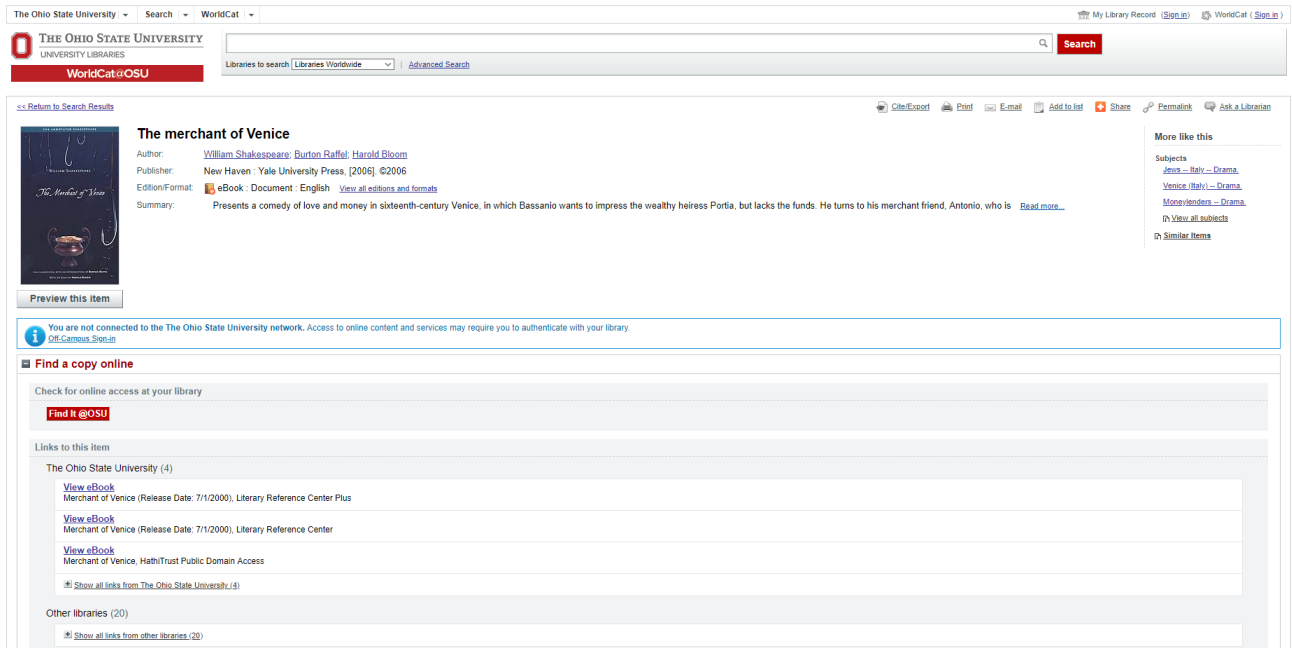 The Ohio State University Search WorldCat My Library Record (Sign in) WorldCat ( Sign in )
THE OHIO STATE UNIVERSITY
UNIVERSITY LIBRARIES
WorldCat@OSU
Search
Libraries to search Libraries Worldwide | Advanced Search
<< Return to Search Results Cite/Export Print E-mail Add to list Share Permalink Ask a Librarian
The merchant of Venice
Author: William Shakespeare; Burton Raffel; Harold Bloom
Publisher: New Haven : Yale University Press, [2006]. ©2006
Edition/Format: eBook : Document : English View all editions and formats
Summary: Presents a comedy of love and money in sixteenth-century Venice, in which Bassanio wants to impress the wealthy heiress Portia, but lacks the funds. He turns to his merchant friend, Antonio, who is Read more...
More like this
Subjects
Jews -- Italy -- Drama.
Venice (Italy) -- Drama.
Moneylenders -- Drama.
View all subjects
Similar Items
THE ANNOTATED SHAKESPEARE
WILLIAM SHAKESPEARE
The Merchant of Venice
Preview this item
You are not connected to the The Ohio State University network. Access to online content and services may require you to authenticate with your library.
Off-Campus Sign-in
Find a copy online
Check for online access at your library
Find It @OSU
Links to this item
The Ohio State University (4)
View eBook
Merchant of Venice (Release Date: 7/1/2000), Literary Reference Center Plus
View eBook
Merchant of Venice (Release Date: 7/1/2000), Literary Reference Center
View eBook
Merchant of Venice, HathiTrust Public Domain Access
Show all links from The Ohio State University (4)
Other libraries (20)
Show all links from other libraries (20)